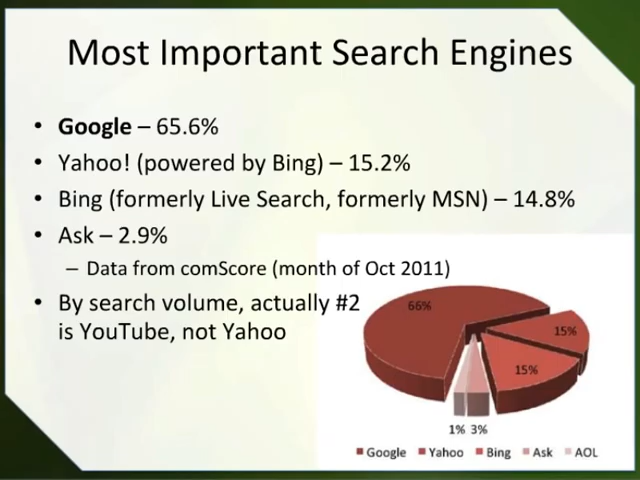 Most Important Search Engines
• Google – 65.6%
• Yahoo! (powered by Bing) – 15.2%
• Bing (formerly Live Search, formerly MSN) – 14.8%
• Ask – 2.9%
– Data from comScore (month of Oct 2011)
• By search volume, actually #2
is YouTube, not Yahoo
66%
15%
15%
1% 3%
Google Yahoo Bing Ask AOL